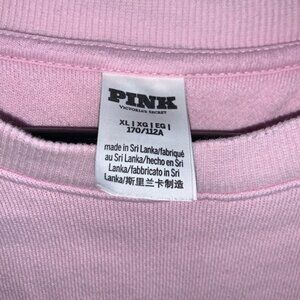 PINK
VICTORIA'S SECRET
XL | XG | EG |
170/112A
made in Sri Lanka/fabriqué
au Sri Lanka/hecho en Sri
Lanka/fabbricato in Sri
Lanka/斯里兰卡制造